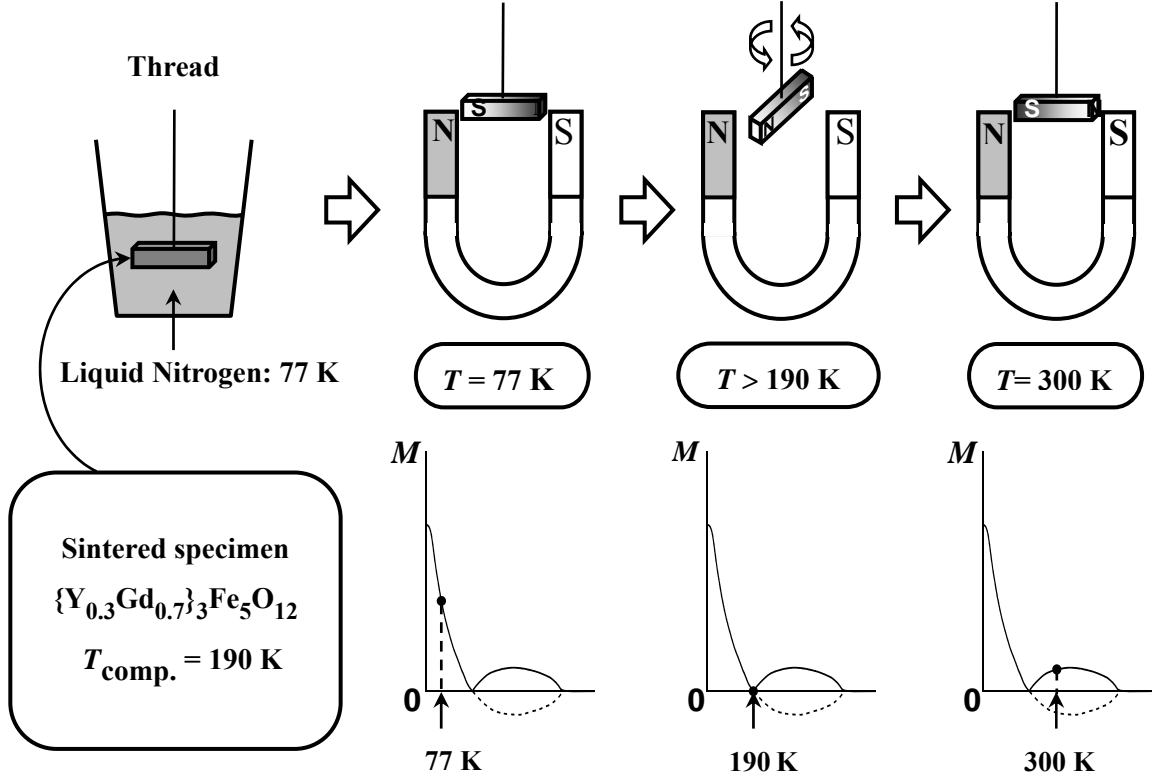 Thread
Liquid Nitrogen: 77 K
Sintered specimen
{Y0.3Gd0.7}3Fe5O12
Tcomp. = 190 K
S
N
S
T = 77 K
M
0
77 K
N
S
N
S
T > 190 K
M
0
190 K
S
N
N
S
T= 300 K
M
0
300 K